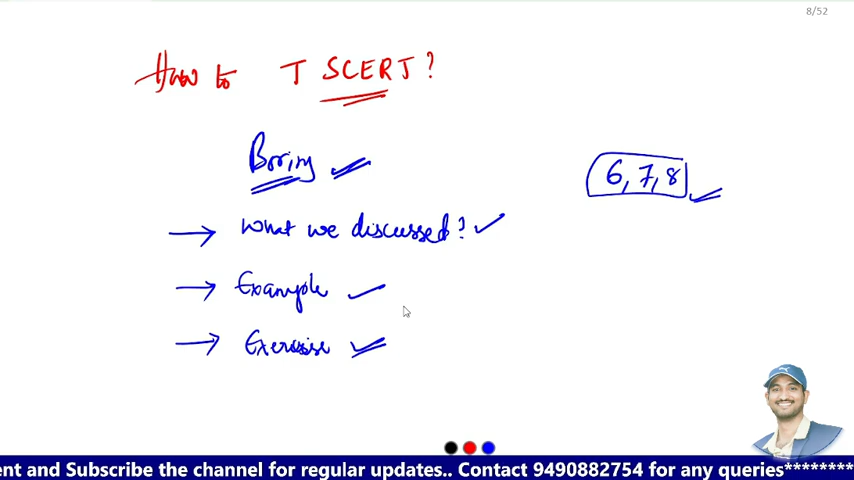 8/52
How to TSCERT?
Boring
6, 7, 8
→ What we discussed?
→ Example
→ Exercise
ent and Subscribe the channel for regular updates.. Contact 9490882754 for any queries********